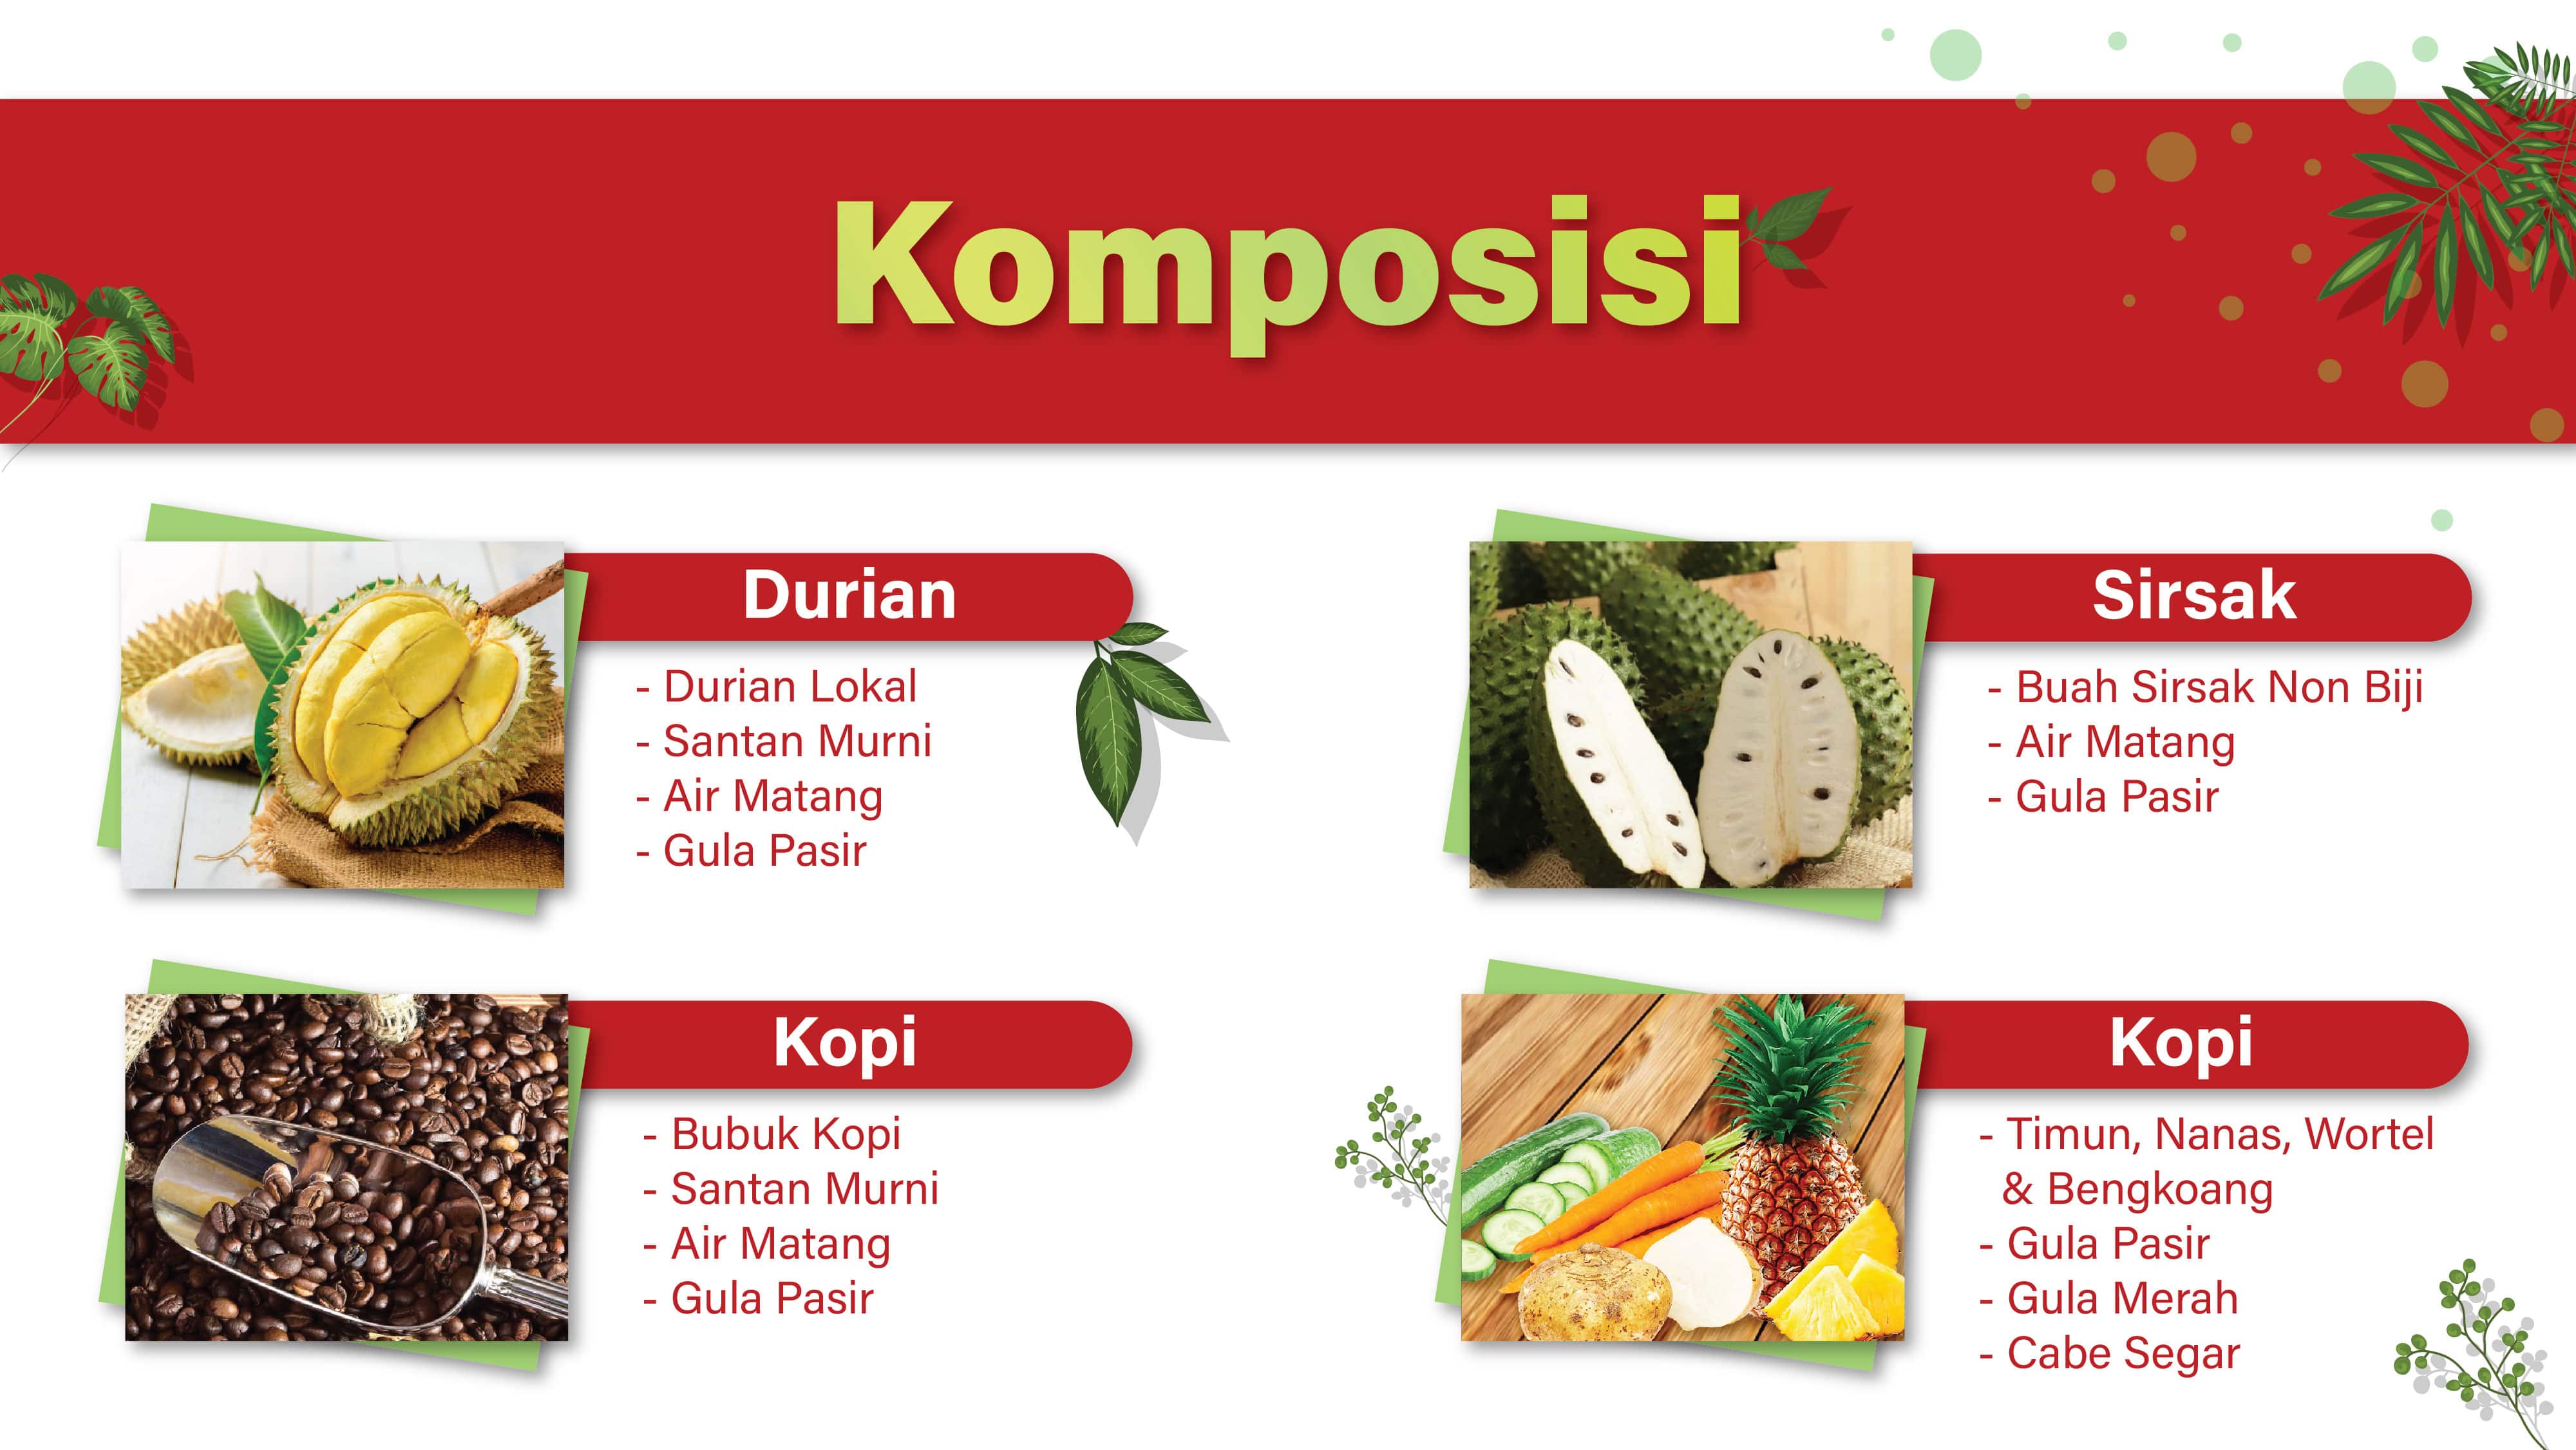 Komposisi
Durian
- Durian Lokal
- Santan Murni
- Air Matang
- Gula Pasir
Sirsak
- Buah Sirsak Non Biji
- Air Matang
- Gula Pasir
Kopi
- Bubuk Kopi
- Santan Murni
- Air Matang
- Gula Pasir
Kopi
- Timun, Nanas, Wortel
& Bengkoang
- Gula Pasir
- Gula Merah
- Cabe Segar